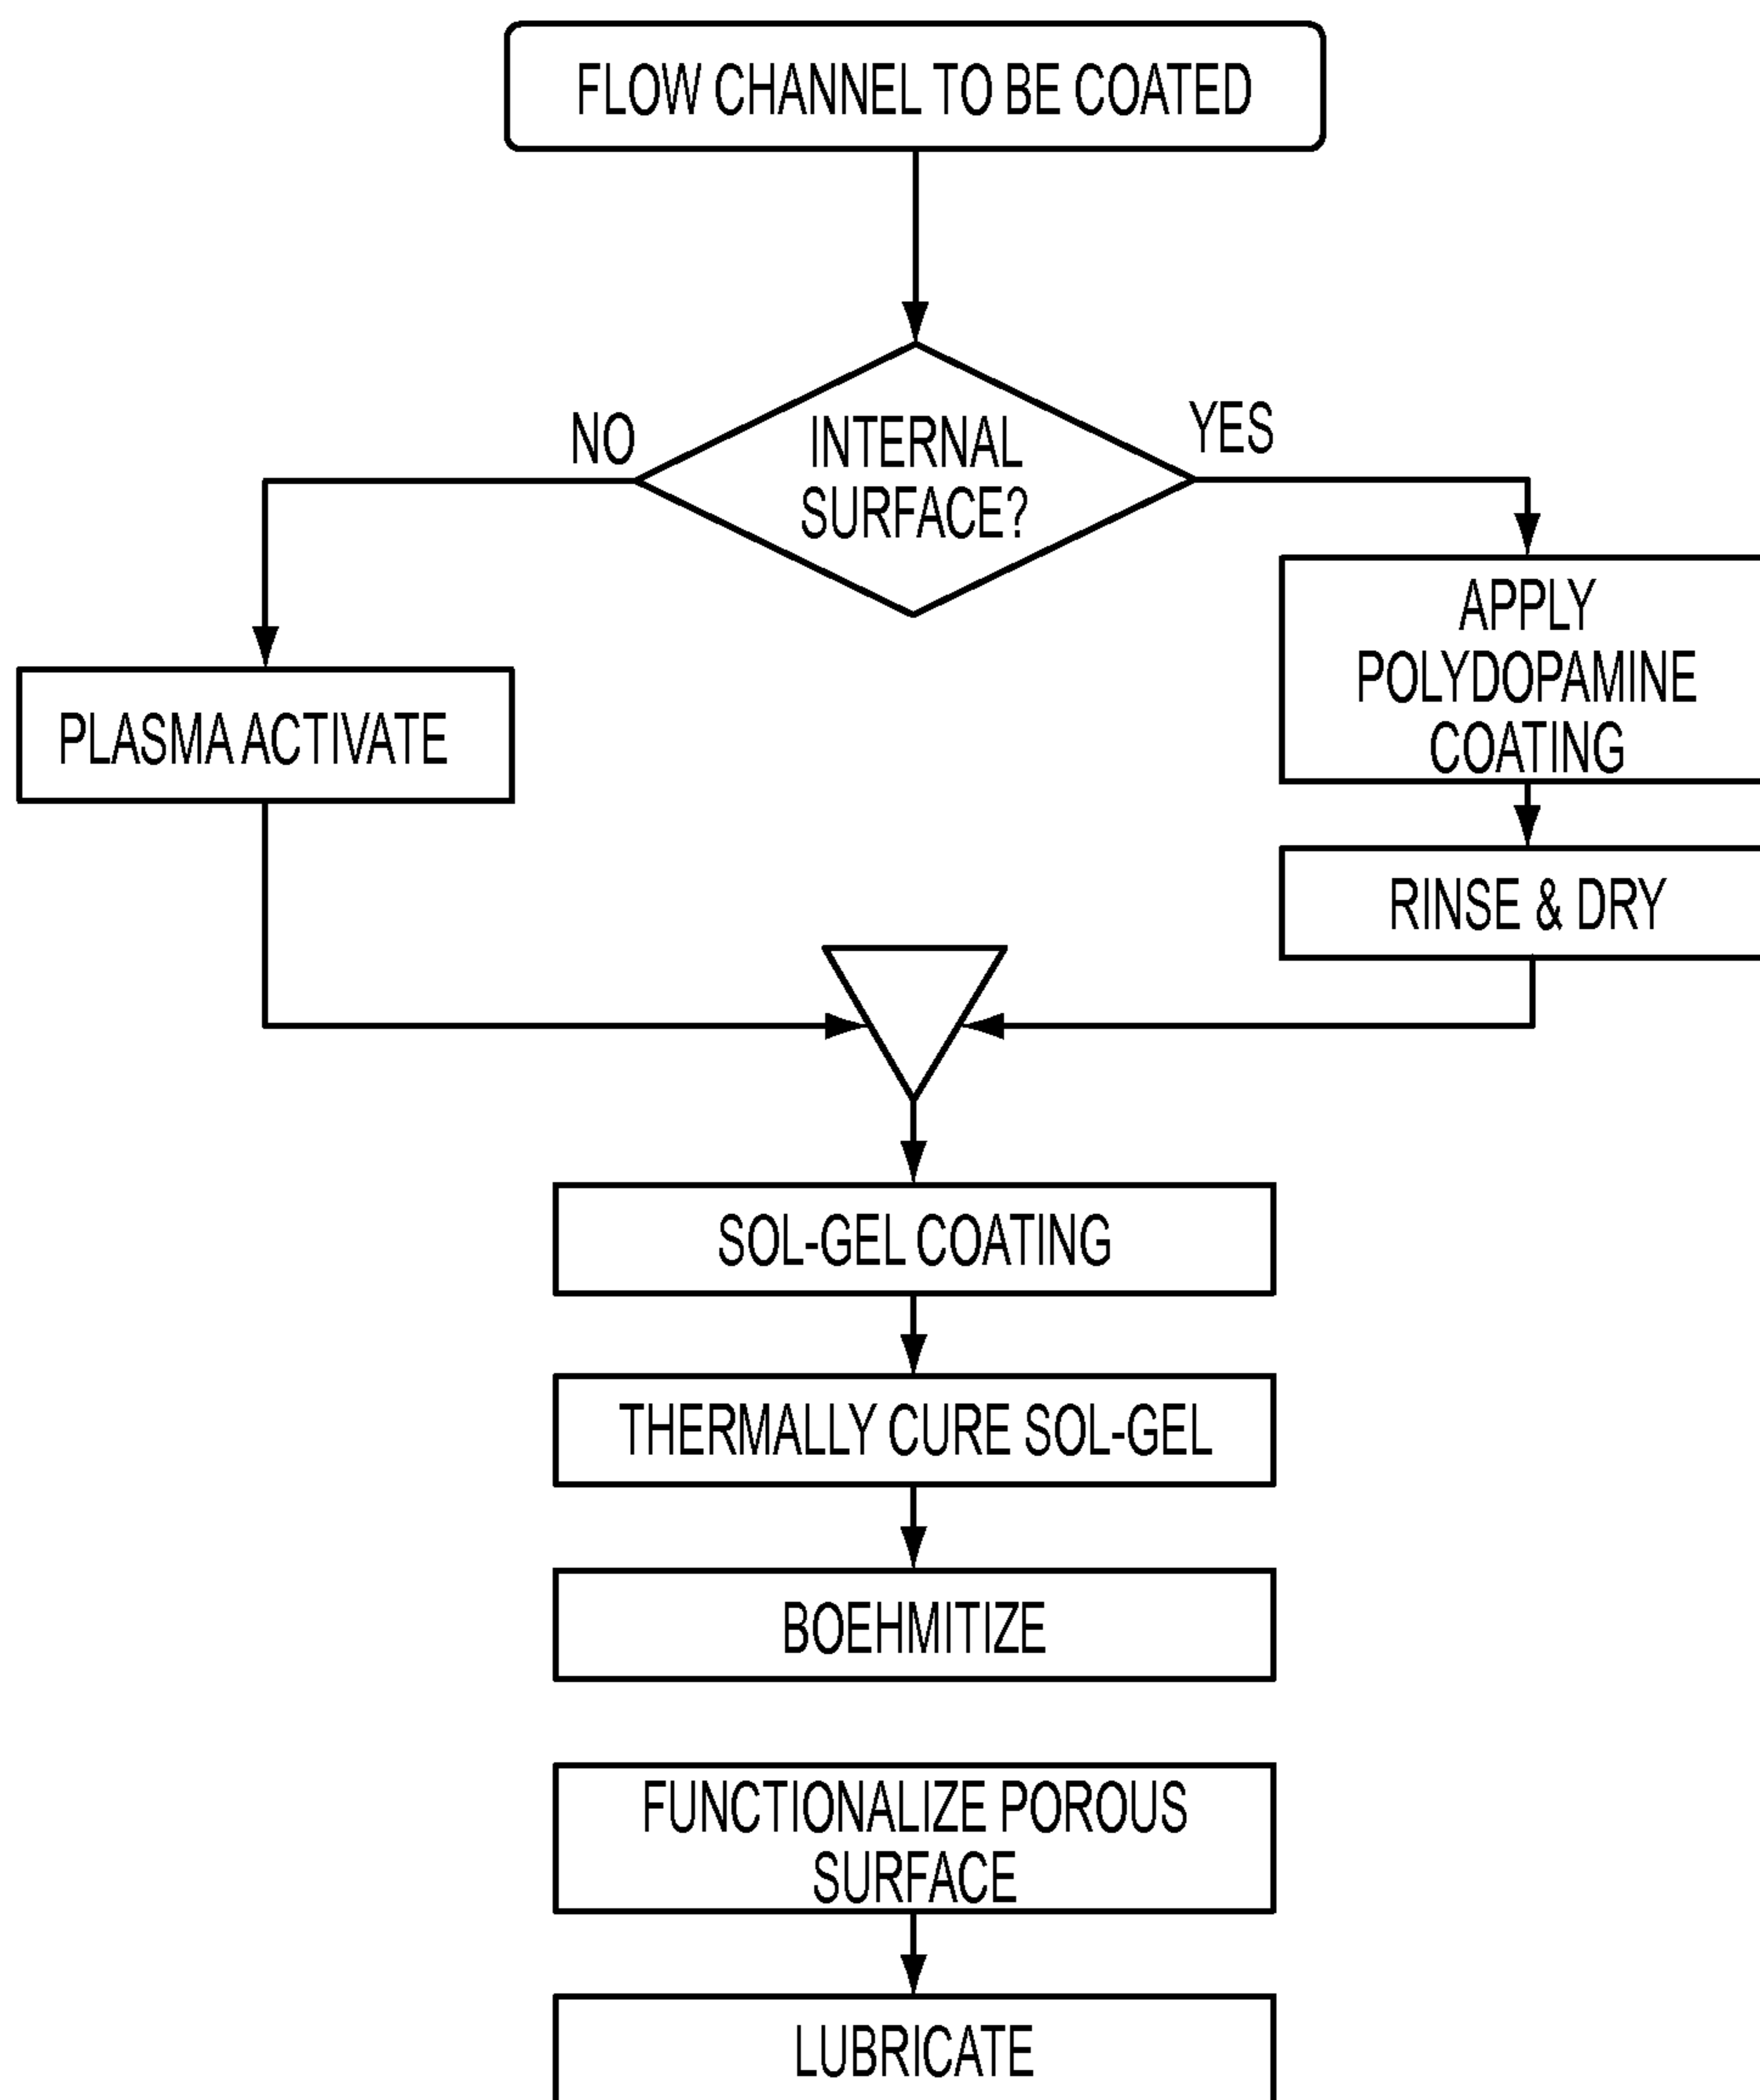 FLOW CHANNEL TO BE COATED
INTERNAL
SURFACE?
NO
YES
PLASMA ACTIVATE
APPLY
POLYDOPAMINE
COATING
RINSE & DRY
SOL-GEL COATING
THERMALLY CURE SOL-GEL
BOEHMITIZE
FUNCTIONALIZE POROUS
SURFACE
LUBRICATE